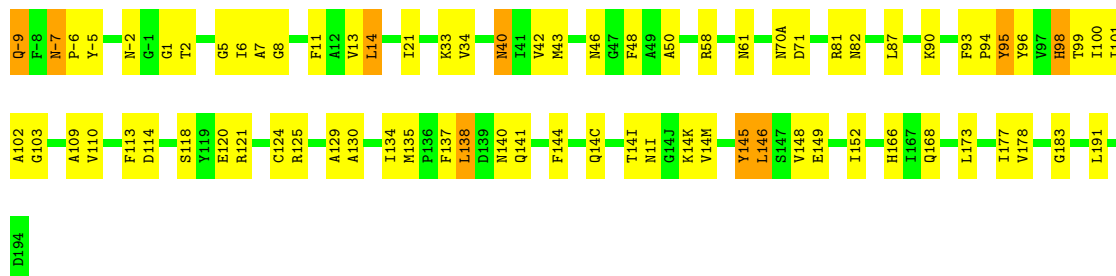 Q-9 F-8 N-7 P-6 Y-5 N-2 G-1 G1 T2 G5 I6 A7 G8 F11 A12 V13 L14 I21 K33 V34 N40 I41 V42 M43 N46 G47 F48 A49 A50 R58 N61 N70A D71 R81 N82 L87 K90 F93 P94 Y95 Y96 V97 H98 T99 I100 I101
A102 G103 A109 V110 F113 D114 S118 Y119 E120 R121 C124 R125 A129 A130 I134 M135 P136 F137 L138 D139 N140 Q141 F144 Q14C T14I N1I G14J K14K V14M Y145 L146 S147 V148 E149 I152 H166 I167 Q168 L173 I177 V178 G183 L191
D194